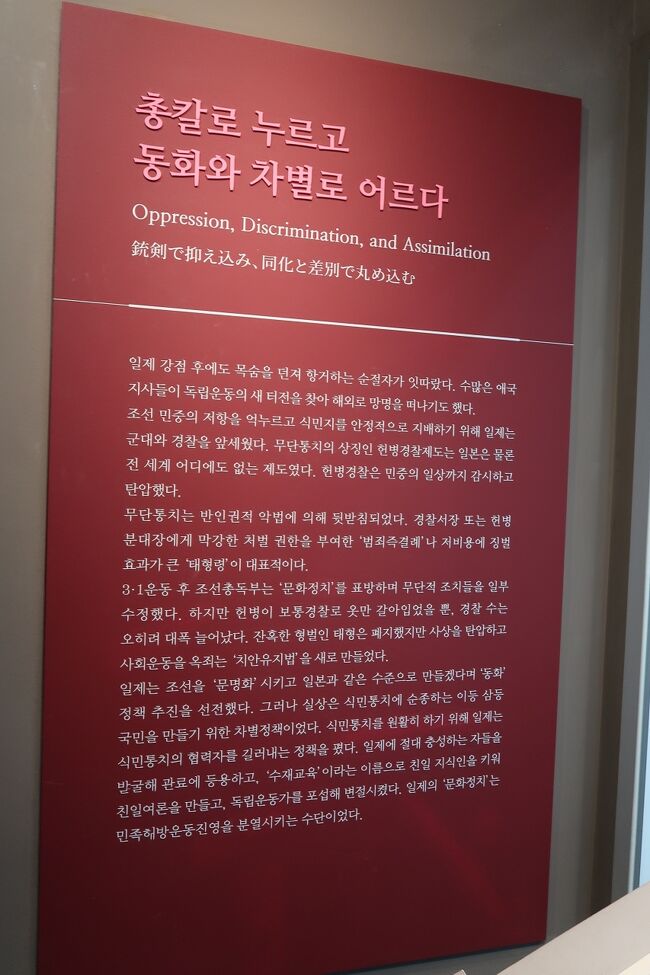 총칼로 누르고
동화와 차별로 어르다
Oppression, Discrimination, and Assimilation
銃剣で抑え込み、同化と差別で丸め込む
일제 강점 후에도 목숨을 던져 항거하는 순절자가 잇따랐다. 수많은 애국
지사들이 독립운동의 새 터전을 찾아 해외로 망명을 떠나기도 했다.
조선 민중의 저항을 억누르고 식민지를 안정적으로 지배하기 위해 일제는
군대와 경찰을 앞세웠다. 무단통치의 상징인 헌병경찰제도는 일본은 물론
전 세계 어디에도 없는 제도였다. 헌병경찰은 민중의 일상까지 감시하고
탄압했다.
무단통치는 반인권적 악법에 의해 뒷받침되었다. 경찰서장 또는 헌병
분대장에게 막강한 처벌 권한을 부여한 ‘범죄즉결례’나 저비용에 징벌
효과가 큰 ‘태형령’이 대표적이다.
3·1운동 후 조선총독부는 ‘문화정치’를 표방하며 무단적 조치들을 일부
수정했다. 하지만 헌병이 보통경찰로 옷만 갈아입었을 뿐, 경찰 수는
오히려 대폭 늘어났다. 잔혹한 형벌인 태형은 폐지했지만 사상을 탄압하고
사회운동을 옥죄는 ‘치안유지법’을 새로 만들었다.
일제는 조선을 ‘문명화’ 시키고 일본과 같은 수준으로 만들겠다며 ‘동화’
정책 추진을 선전했다. 그러나 실상은 식민통치에 순종하는 이등 삼등
국민을 만들기 위한 차별정책이었다. 식민통치를 원활히 하기 위해 일제는
식민통치의 협력자를 길러내는 정책을 폈다. 일제에 절대 충성하는 자들을
발굴해 관료에 등용하고, ‘수재교육’이라는 이름으로 친일 지식인을 키워
친일여론을 만들고, 독립운동가를 포섭해 변절시켰다. 일제의 ‘문화정치’는
민족해방운동진영을 분열시키는 수단이었다.